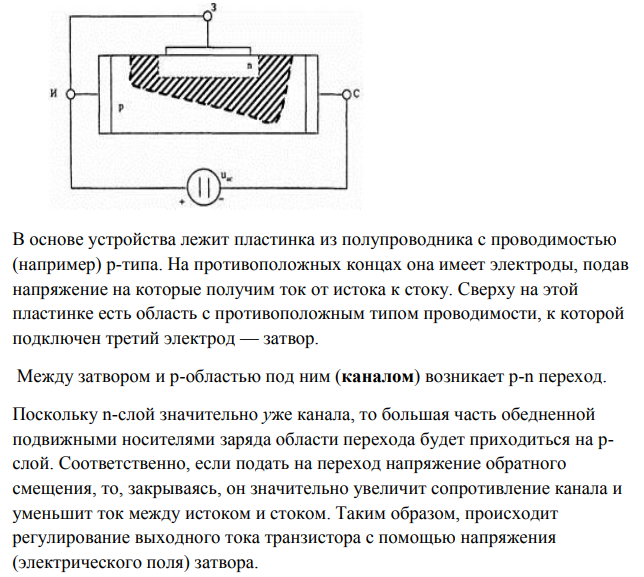 З
n
И
С
p
u
+
−
В основе устройства лежит пластинка из полупроводника с проводимостью
(например) p-типа. На противоположных концах она имеет электроды, подав
напряжение на которые получим ток от истока к стоку. Сверху на этой
пластинке есть область с противоположным типом проводимости, к которой
подключен третий электрод — затвор.
Между затвором и p-областью под ним (каналом) возникает p-n переход.
Поскольку n-слой значительно уже канала, то большая часть обедненной
подвижными носителями заряда области перехода будет приходиться на p-
слой. Соответственно, если подать на переход напряжение обратного
смещения, то, закрываясь, он значительно увеличит сопротивление канала и
уменьшит ток между истоком и стоком. Таким образом, происходит
регулирование выходного тока транзистора с помощью напряжения
(электрического поля) затвора.